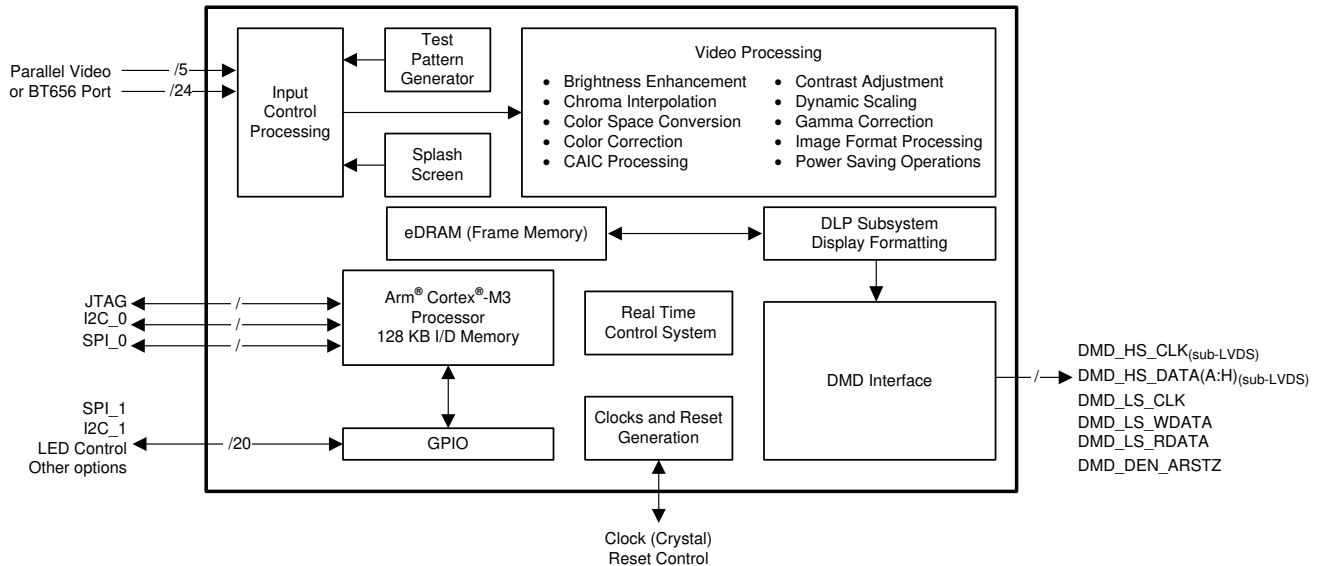 Parallel Video
or BT656 Port
/5
/24
Input
Control
Processing
Test
Pattern
Generator
Splash
Screen
Video Processing
• Brightness Enhancement
• Chroma Interpolation
• Color Space Conversion
• Color Correction
• CAIC Processing
• Contrast Adjustment
• Dynamic Scaling
• Gamma Correction
• Image Format Processing
• Power Saving Operations
eDRAM (Frame Memory)
DLP Subsystem
Display Formatting
JTAG
/
I2C_0
/
SPI_0
/
Arm® Cortex®-M3
Processor
128 KB I/D Memory
Real Time
Control System
DMD Interface
/
DMD_HS_CLK(sub-LVDS)
DMD_HS_DATA(A:H)(sub-LVDS)
DMD_LS_CLK
DMD_LS_WDATA
DMD_LS_RDATA
DMD_DEN_ARSTZ
SPI_1
I2C_1
LED Control
Other options
/20
GPIO
Clocks and Reset
Generation
Clock (Crystal)
Reset Control